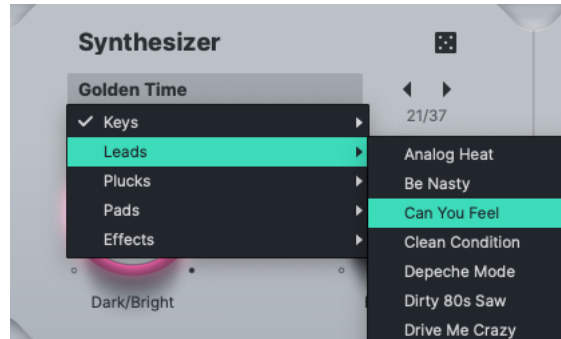 Synthesizer
Golden Time
21/37
Keys
Leads
Plucks
Pads
Effects
Analog Heat
Be Nasty
Can You Feel
Clean Condition
Depeche Mode
Dirty 80s Saw
Drive Me Crazy
Dark/Bright